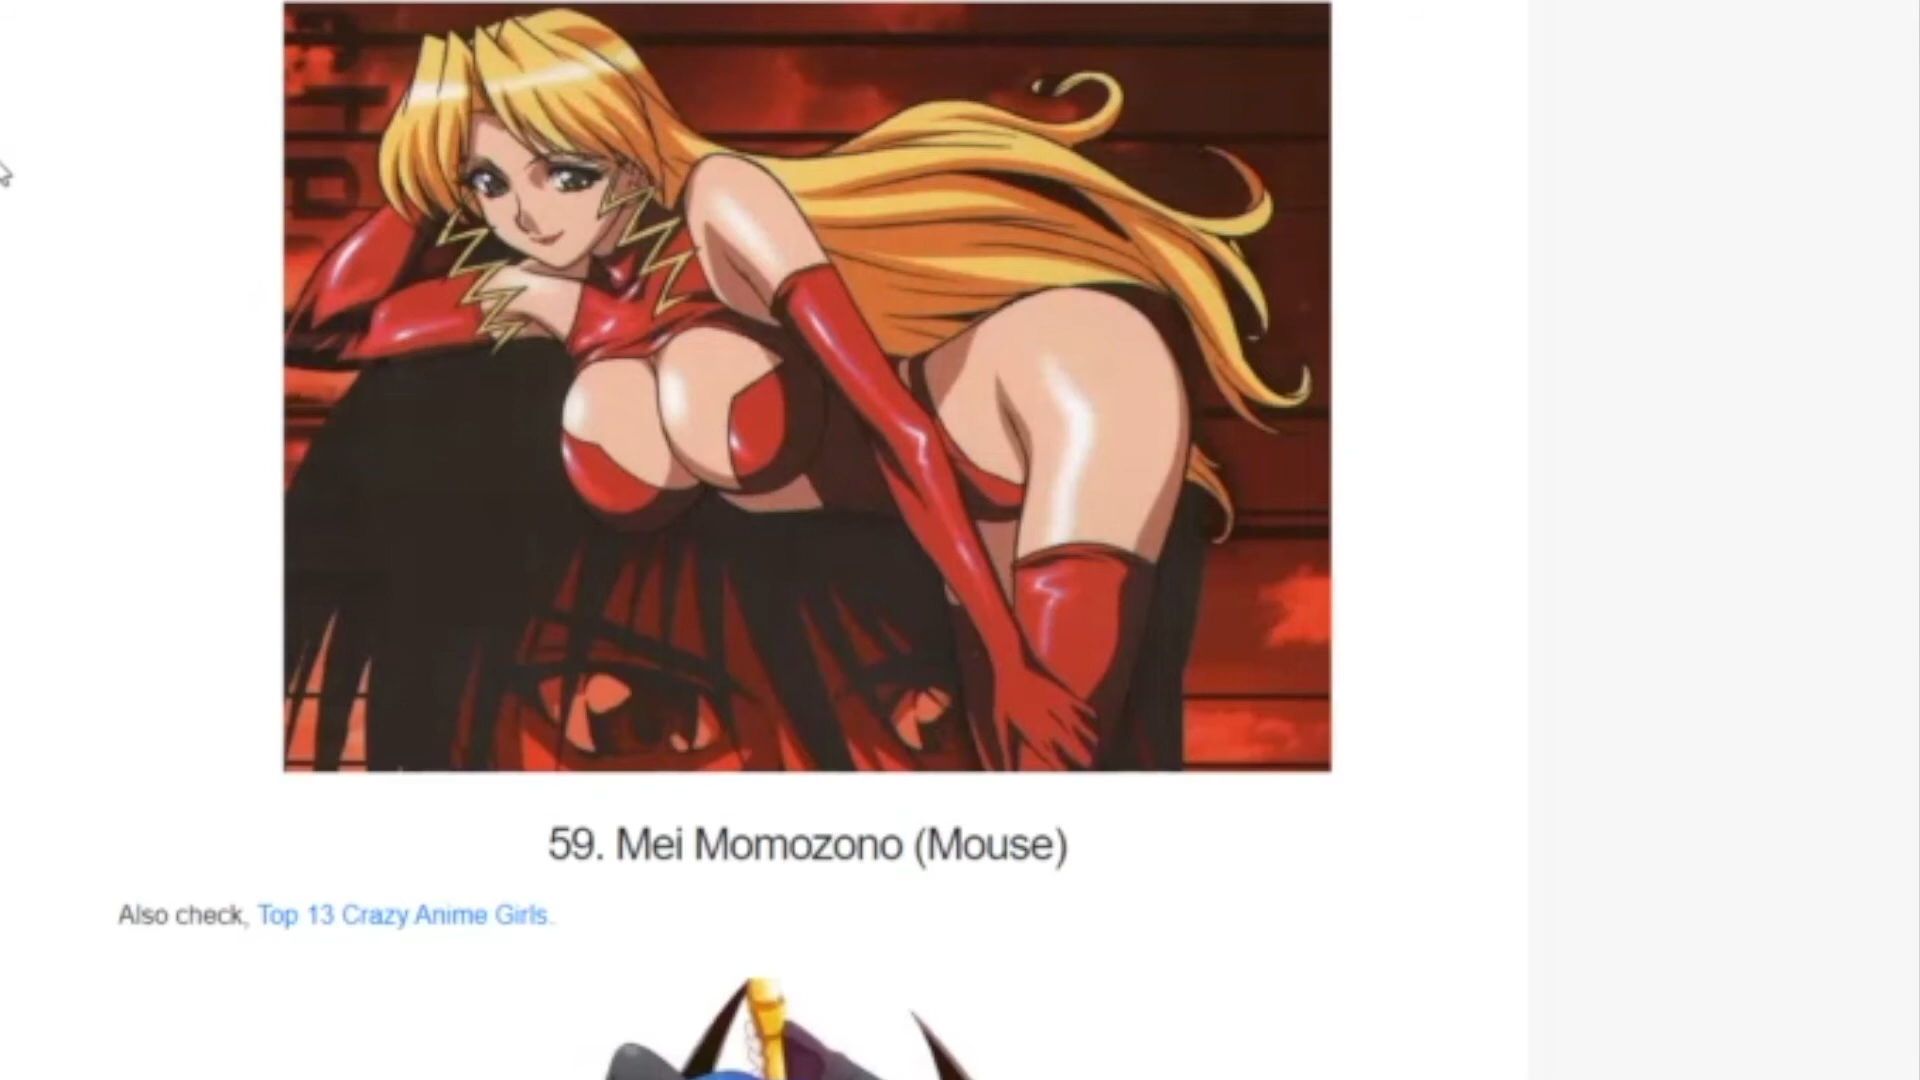 59. Mei Momozono (Mouse)
Also check, Top 13 Crazy Anime Girls.